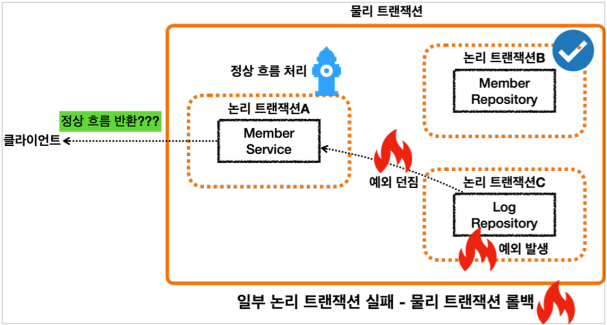 물리 트랜잭션
정상 흐름 처리
논리 트랜잭션B
Member
Repository
논리 트랜잭션A
정상 흐름 반환???
Member
Service
클라이언트
예외 던짐
논리 트랜잭션C
Log
Repository
예외 발생
일부 논리 트랜잭션 실패 - 물리 트랜잭션 롤백